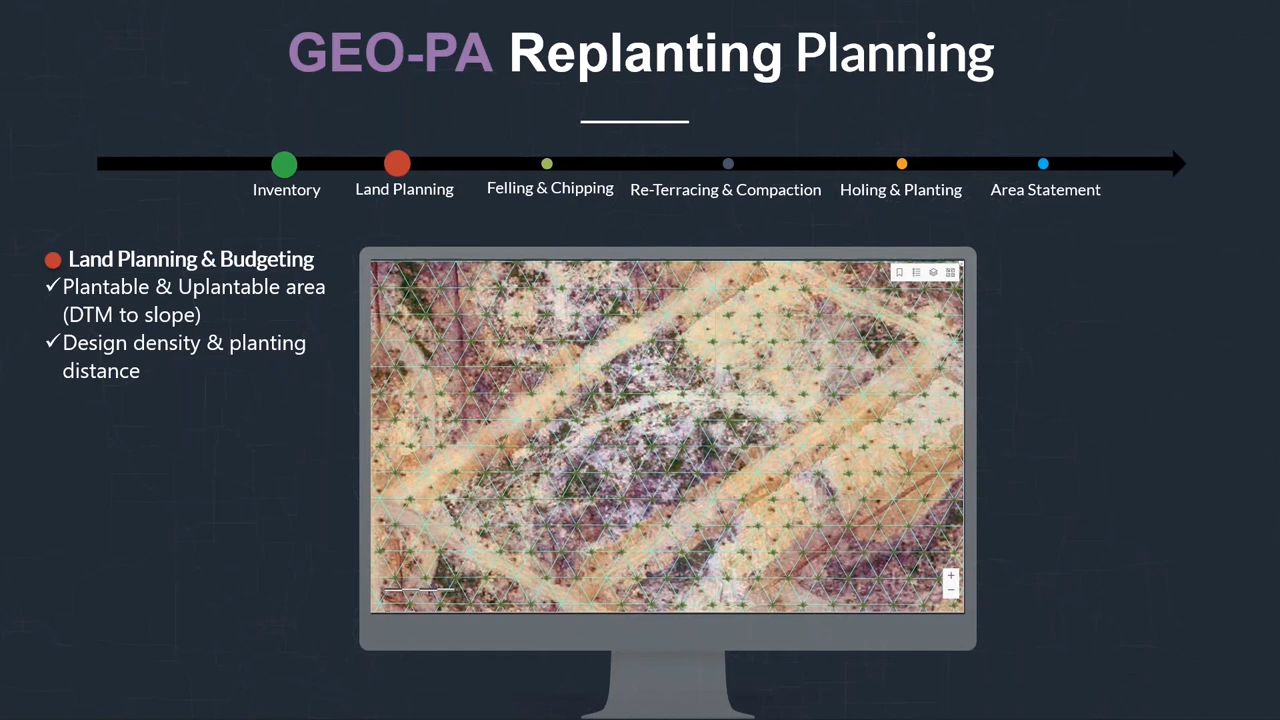 GEO-PA Replanting Planning
Inventory
Land Planning
Felling & Chipping
Re-Terracing & Compaction
Holing & Planting
Area Statement
Land Planning & Budgeting
✓Plantable & Uplantable area
(DTM to slope)
✓Design density & planting
distance
+
−